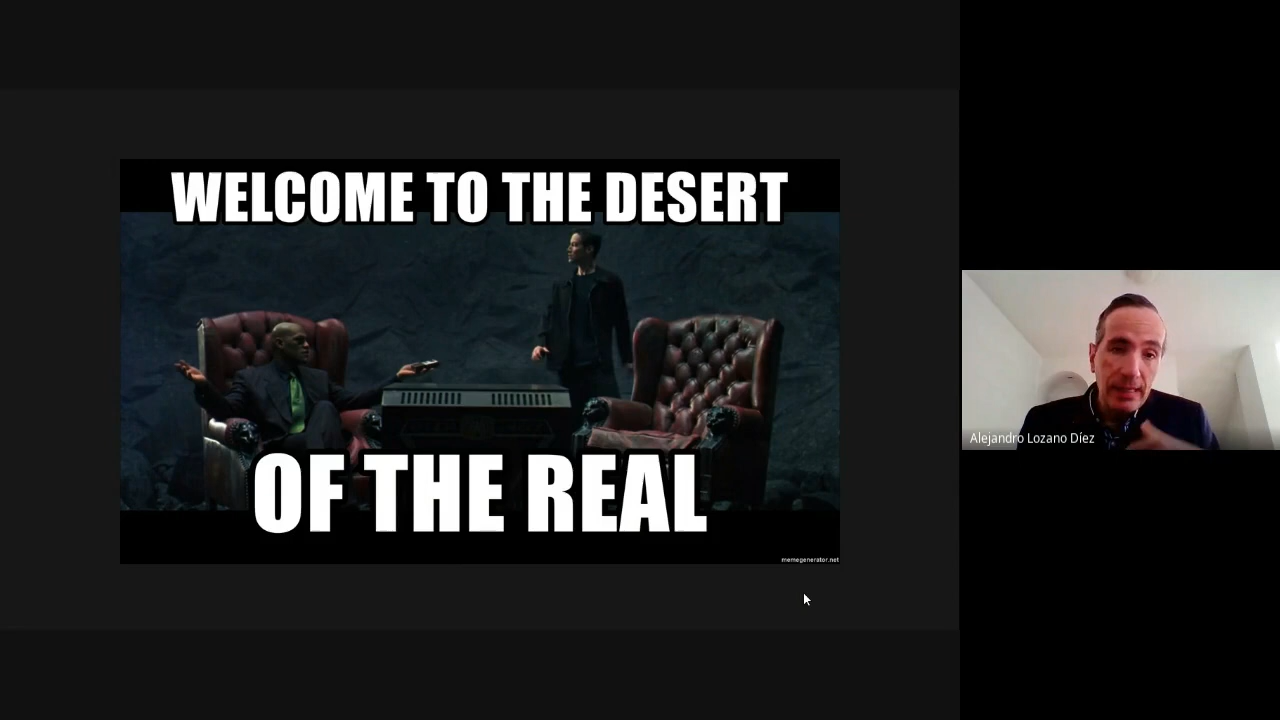 WELCOME TO THE DESERT
OF THE REAL
memegenerator.net
Alejandro Lozano Díez